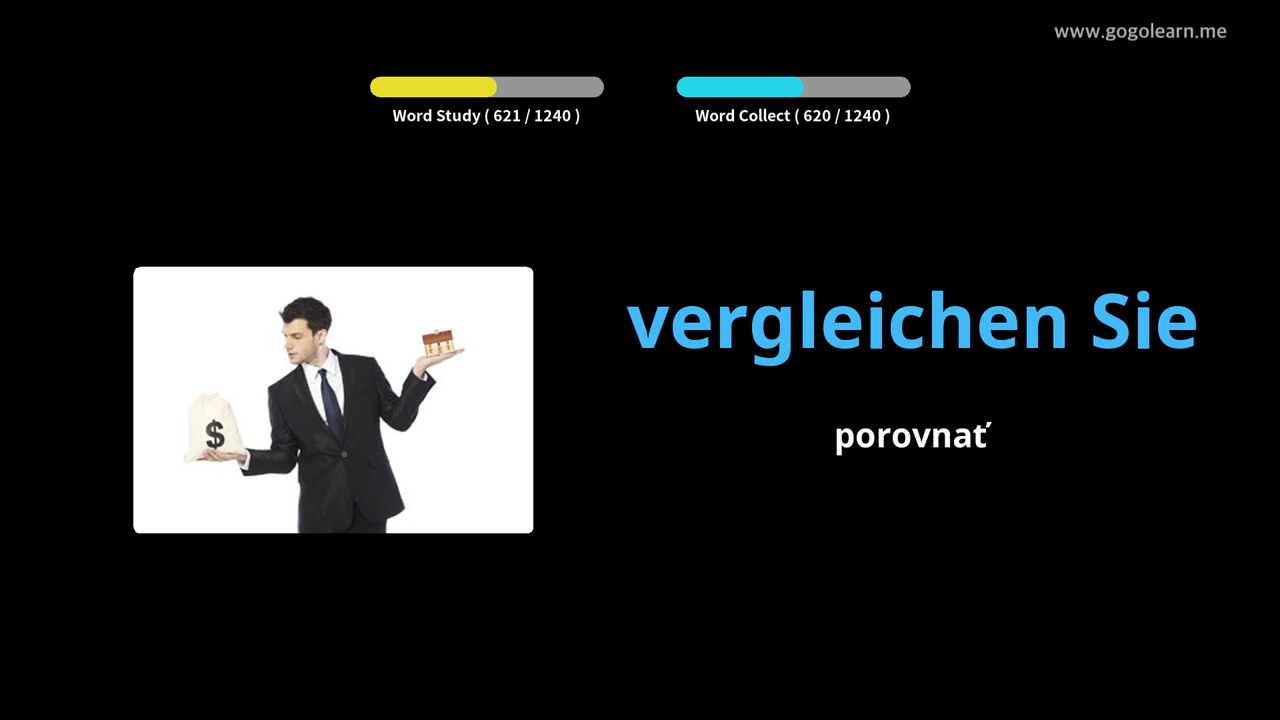 www.gogolearn.me
Word Study ( 621 / 1240 )
Word Collect ( 620 / 1240 )
vergleichen Sie
porovnať
$